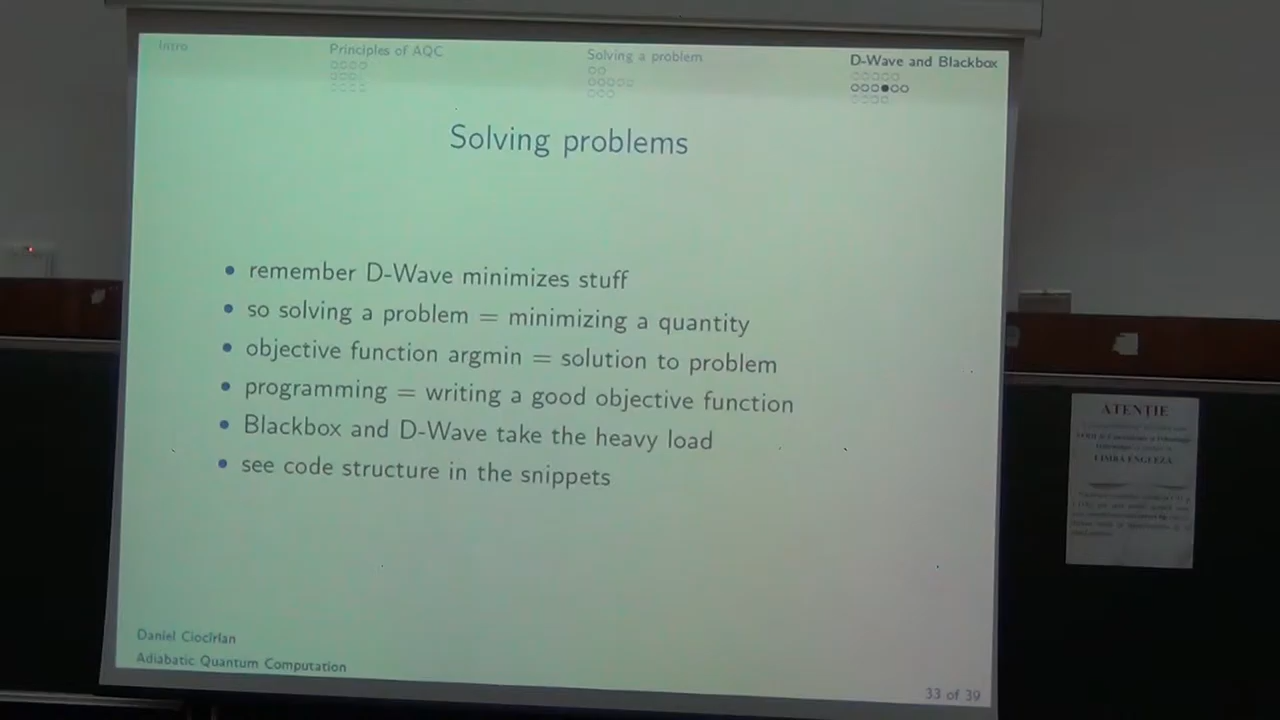 Intro
Principles of AQC
Solving a problem
D-Wave and Blackbox
Solving problems
• remember D-Wave minimizes stuff
• so solving a problem = minimizing a quantity
• objective function argmin = solution to problem
• programming = writing a good objective function
• Blackbox and D-Wave take the heavy load
• see code structure in the snippets
Daniel Ciocîrlan
Adiabatic Quantum Computation
33 of 39
ATENȚIE
LIMBA ENGLEZA